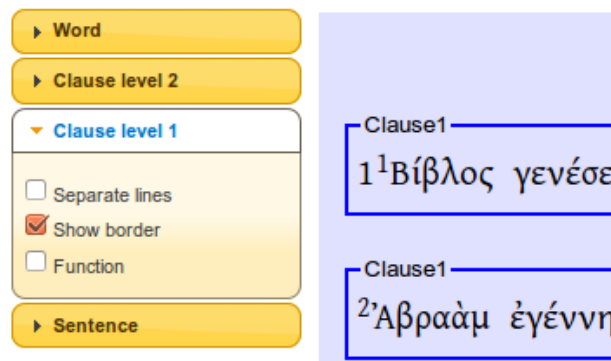 Word
Clause level 2
Clause level 1
Separate lines
Show border
Function
Sentence
Clause1
1¹Βίβλος γενέσε
Clause1
²Ἀβραὰμ ἐγέννη